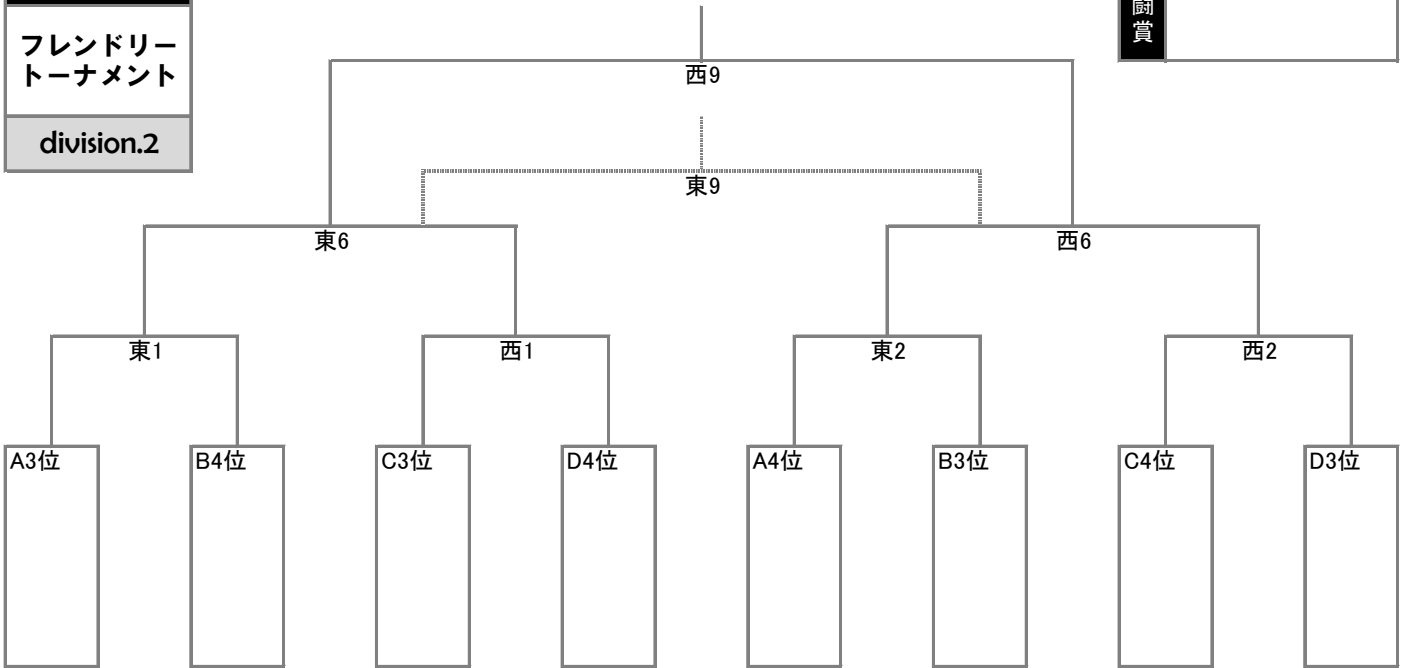 フレンドリー
トーナメント
division.2
賞
西9
東9
東6
西6
東1
西1
東2
西2
A3位
B4位
C3位
D4位
A4位
B3位
C4位
D3位